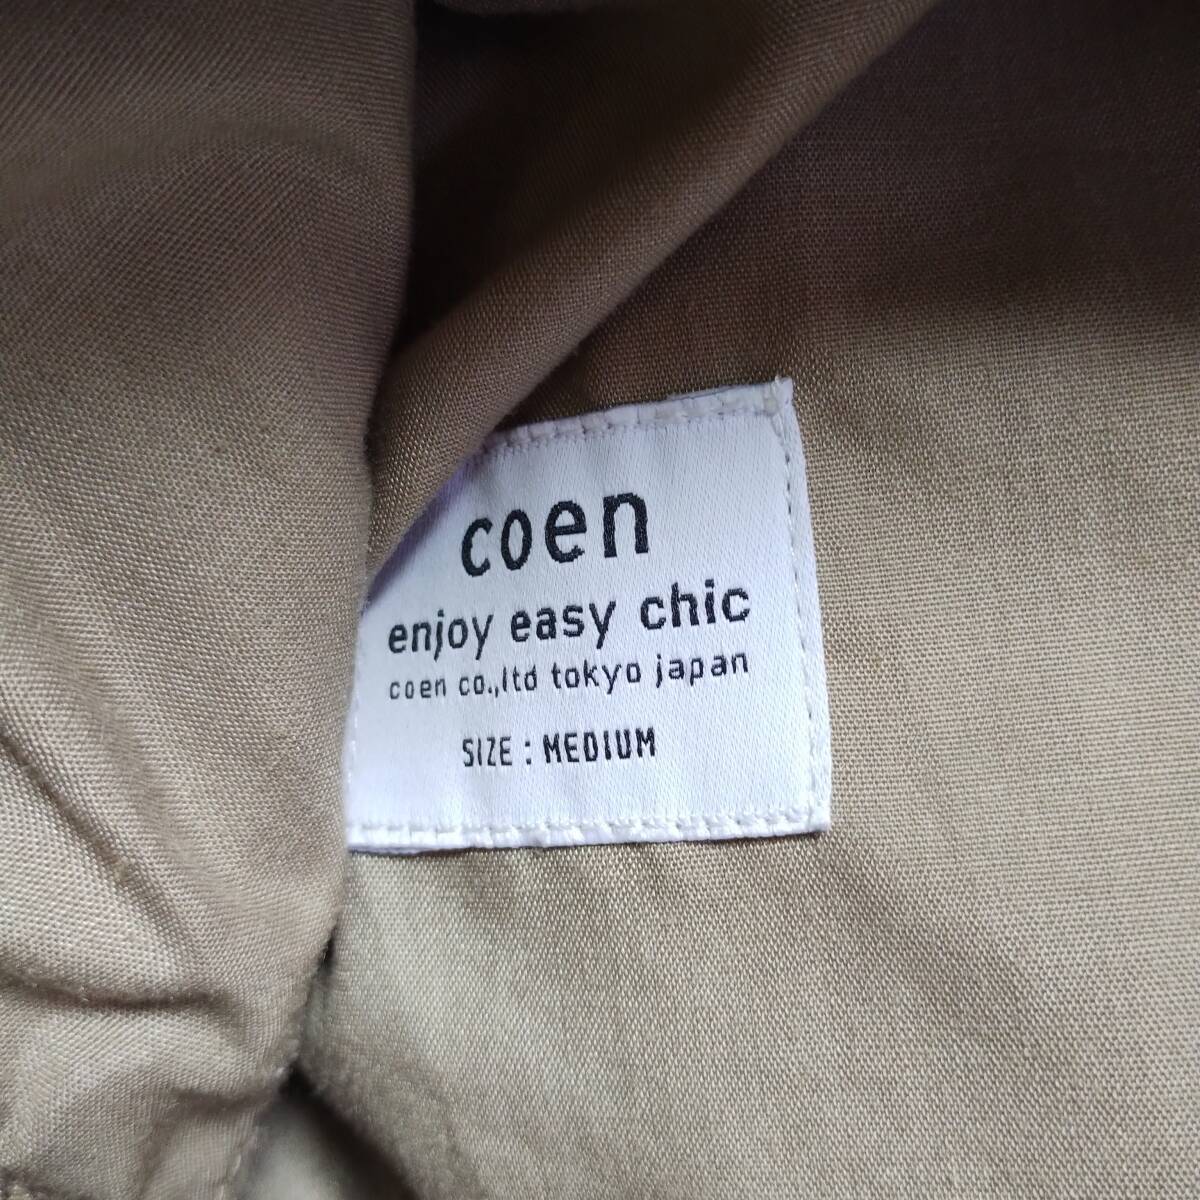 coen
enjoy easy chic
coen co.,ltd tokyo japan
SIZE : MEDIUM